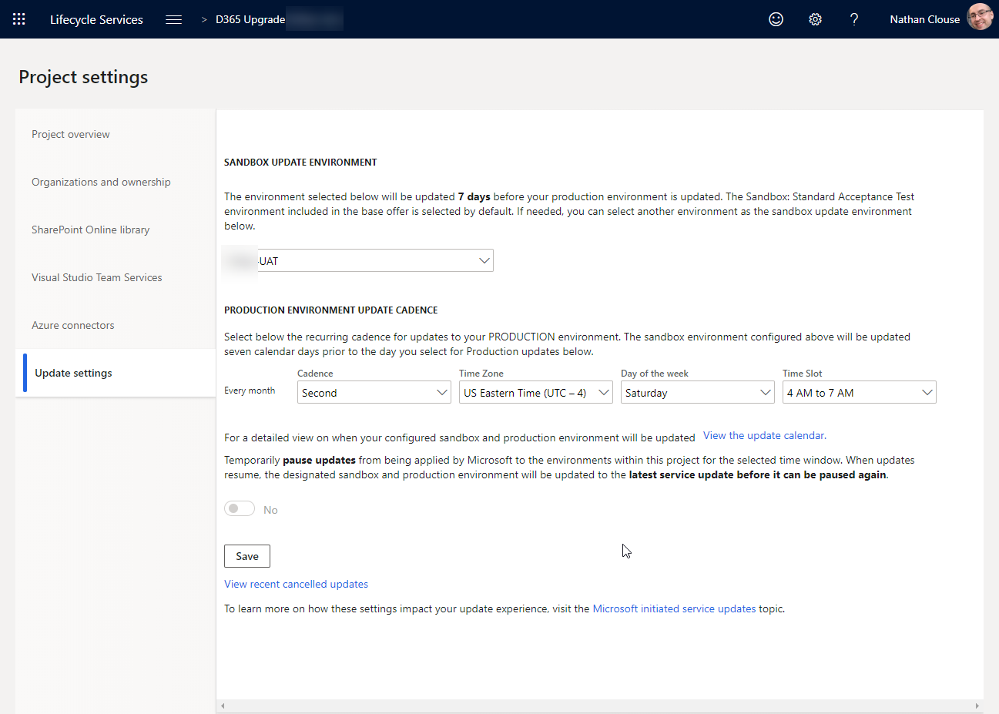 Lifecycle Services > D365 Upgrade ? Nathan Clouse
Project settings
Project overview
Organizations and ownership
SharePoint Online library
Visual Studio Team Services
Azure connectors
Update settings
SANDBOX UPDATE ENVIRONMENT
The environment selected below will be updated 7 days before your production environment is updated. The Sandbox: Standard Acceptance Test
environment included in the base offer is selected by default. If needed, you can select another environment as the sandbox update environment
below.
-UAT
PRODUCTION ENVIRONMENT UPDATE CADENCE
Select below the recurring cadence for updates to your PRODUCTION environment. The sandbox environment configured above will be updated
seven calendar days prior to the day you select for Production updates below.
Cadence Time Zone Day of the week Time Slot
Every month Second US Eastern Time (UTC – 4) Saturday 4 AM to 7 AM
For a detailed view on when your configured sandbox and production environment will be updated View the update calendar.
Temporarily pause updates from being applied by Microsoft to the environments within this project for the selected time window. When updates
resume, the designated sandbox and production environment will be updated to the latest service update before it can be paused again.
No
Save
View recent cancelled updates
To learn more on how these settings impact your update experience, visit the Microsoft initiated service updates topic.